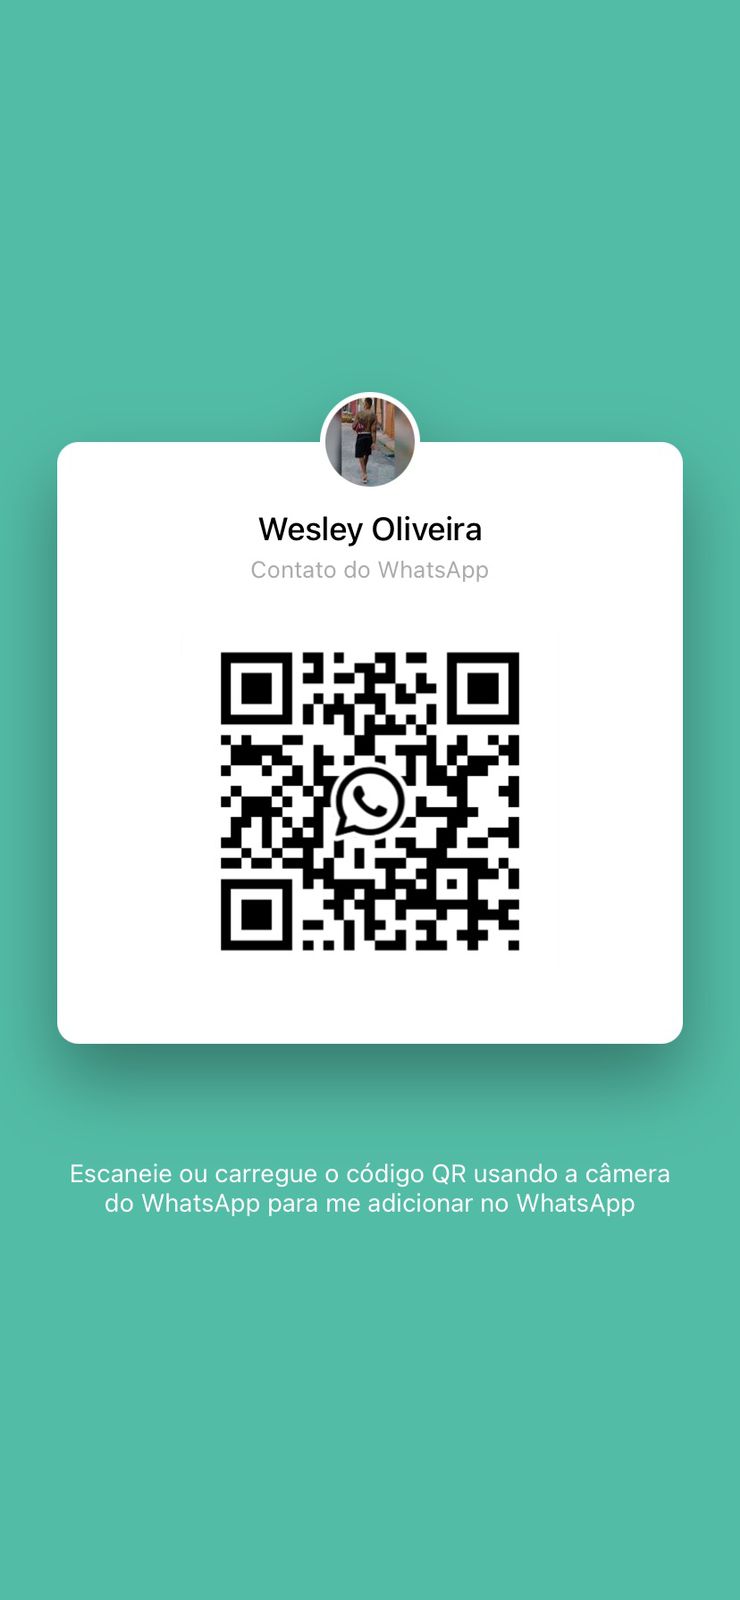 Wesley Oliveira
Contato do WhatsApp
Escaneie ou carregue o código QR usando a câmera
do WhatsApp para me adicionar no WhatsApp